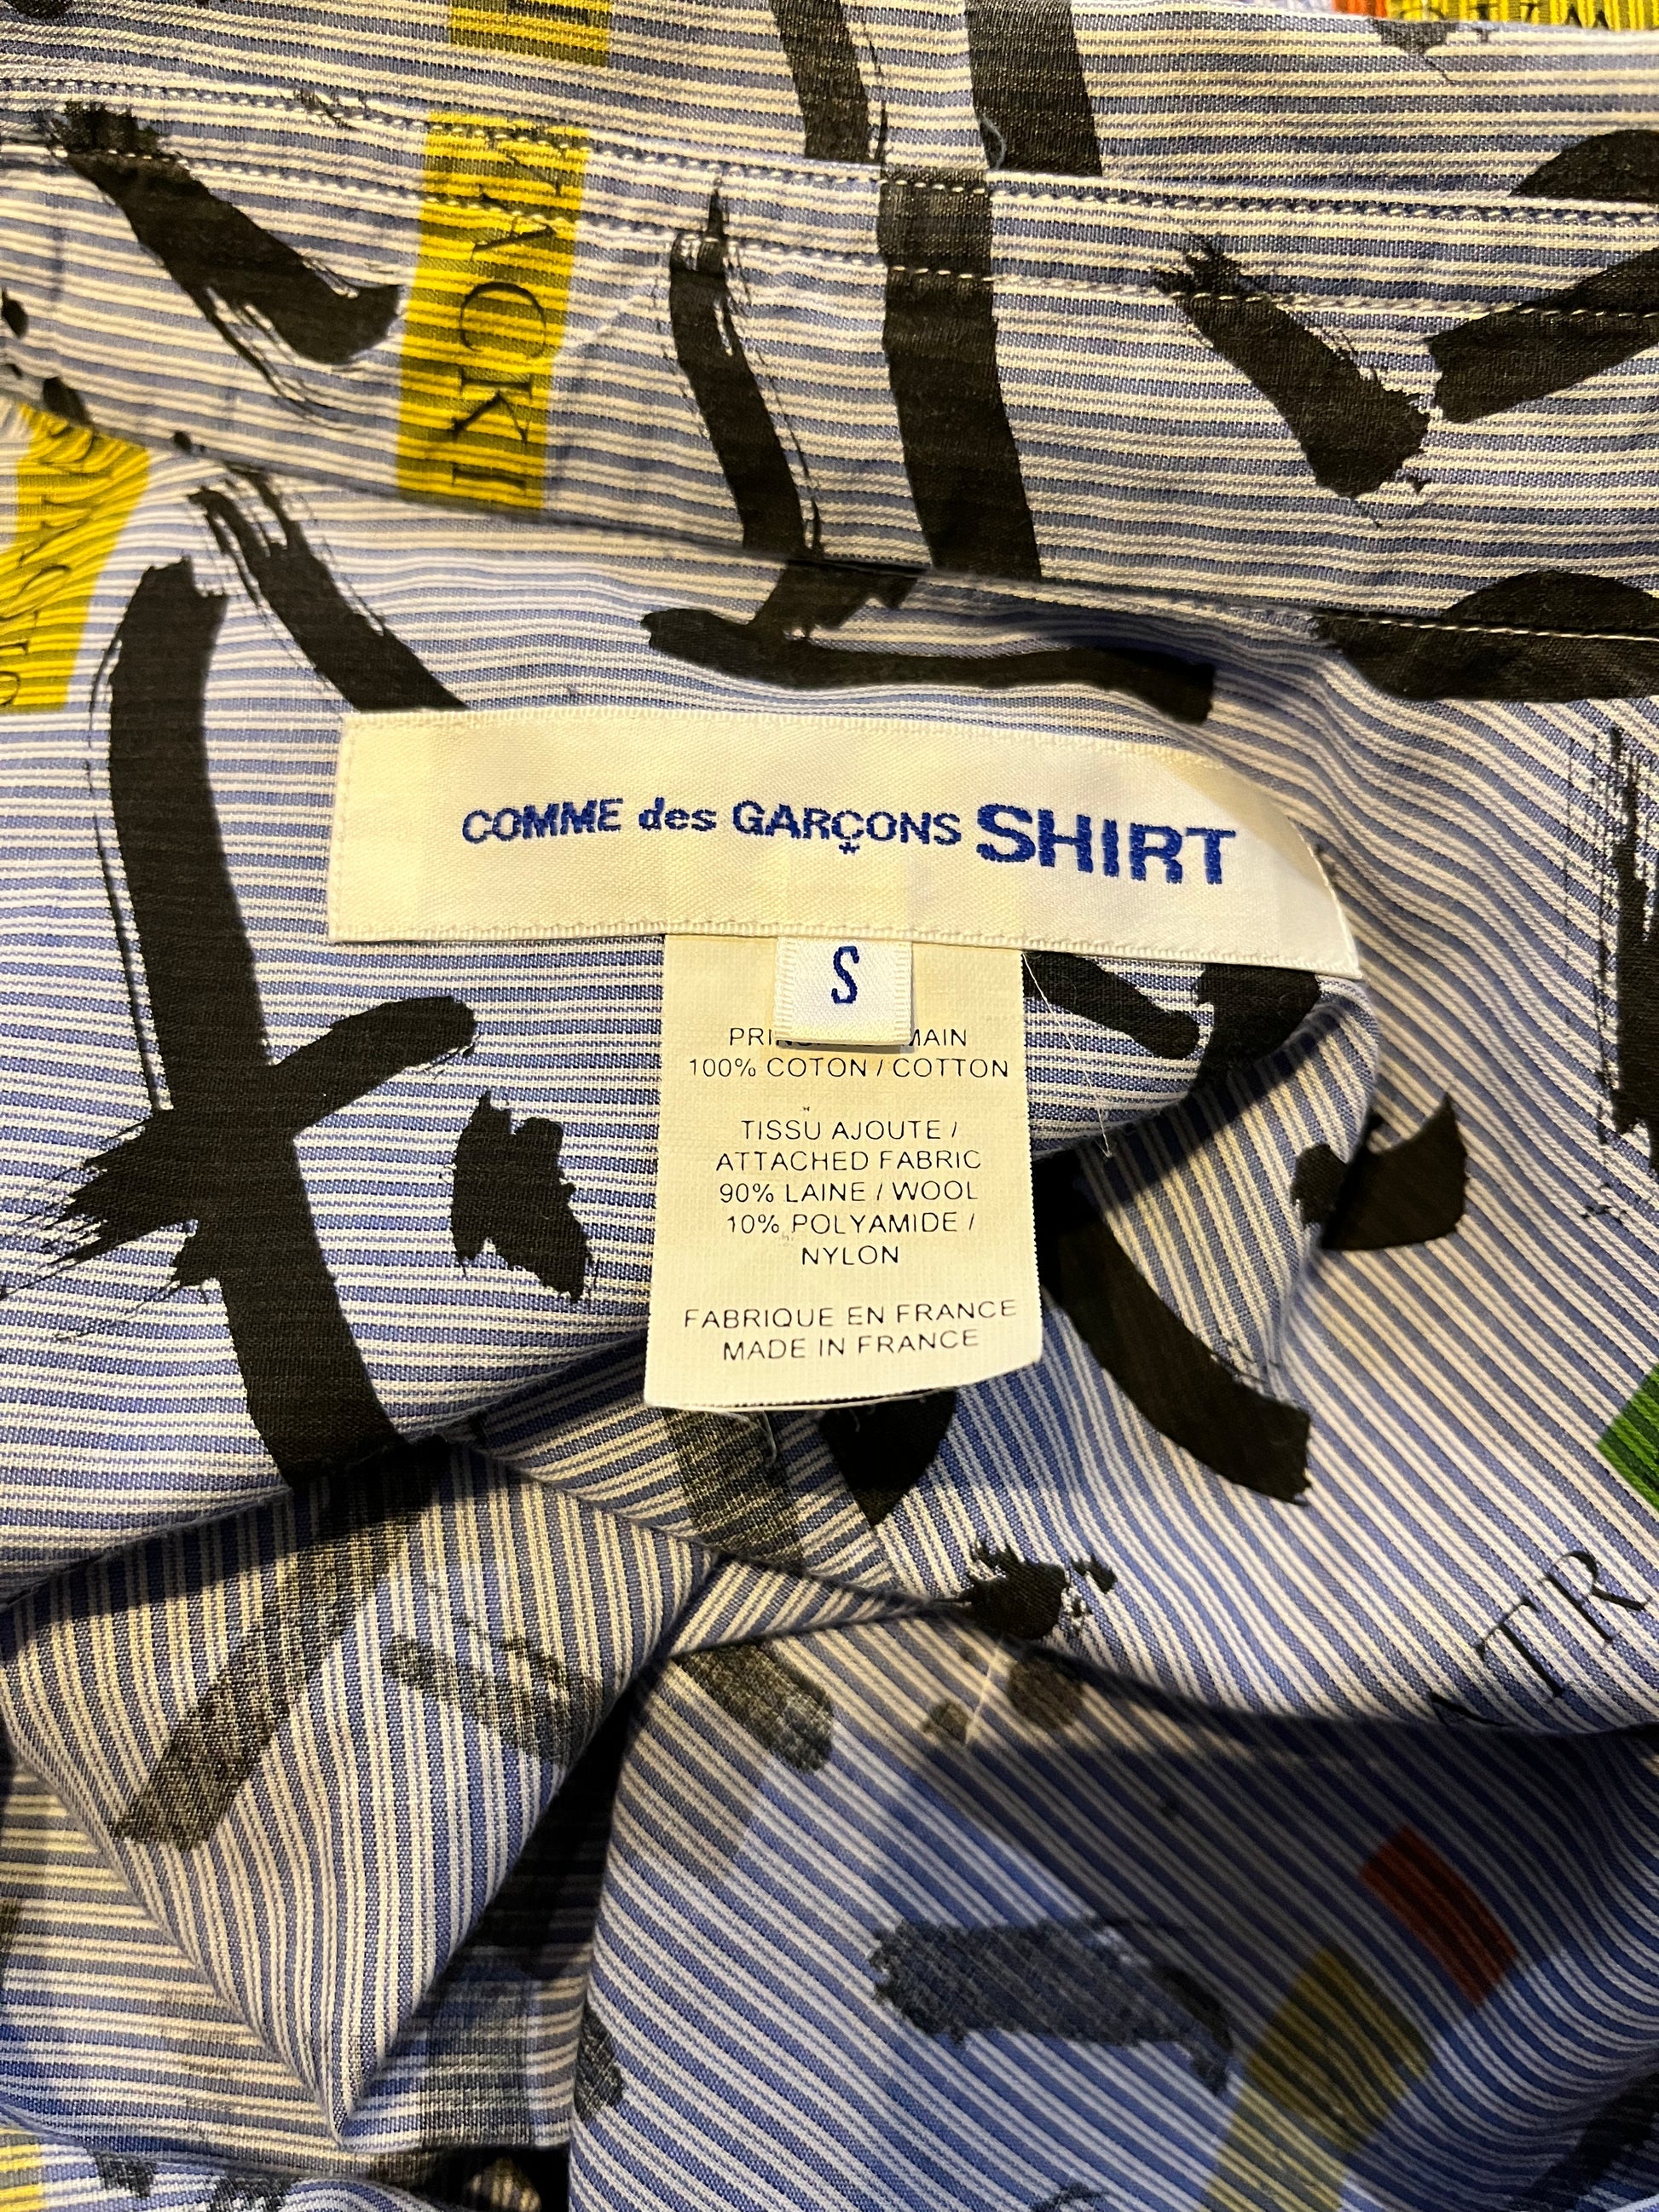 COMME des GARÇONS SHIRT
S
100% COTON / COTTON
TISSU AJOUTE /
ATTACHED FABRIC
90% LAINE / WOOL
10% POLYAMIDE /
NYLON
FABRIQUE EN FRANCE
MADE IN FRANCE